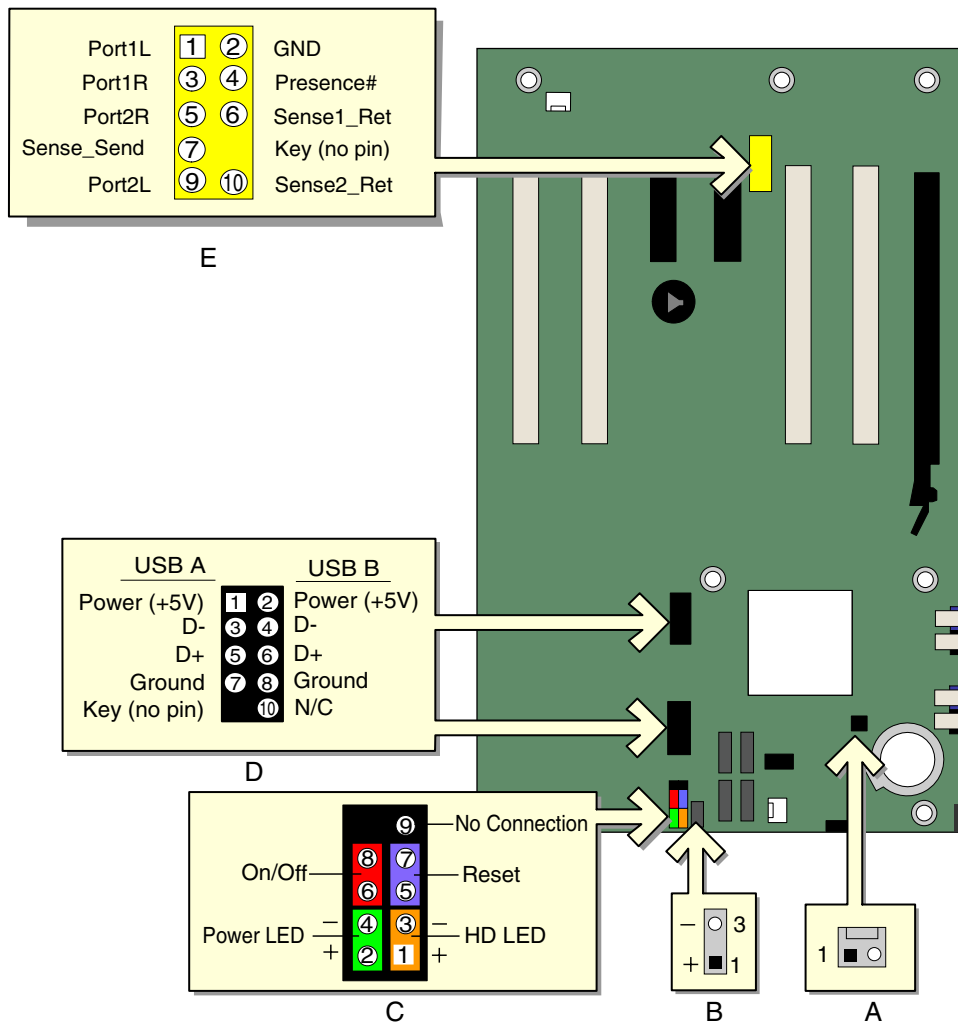 Port1L 1 2 GND
Port1R 3 4 Presence#
Port2R 5 6 Sense1_Ret
Sense_Send 7 Key (no pin)
Port2L 9 10 Sense2_Ret
E
USB A USB B
Power (+5V) 1 2 Power (+5V)
D- 3 4 D-
D+ 5 6 D+
Ground 7 8 Ground
Key (no pin) 10 N/C
D
9 No Connection
On/Off 8 7 Reset
6 5
Power LED − 4 3 − HD LED
+ 2 1 +
C
− 3
+ 1
B
1
A